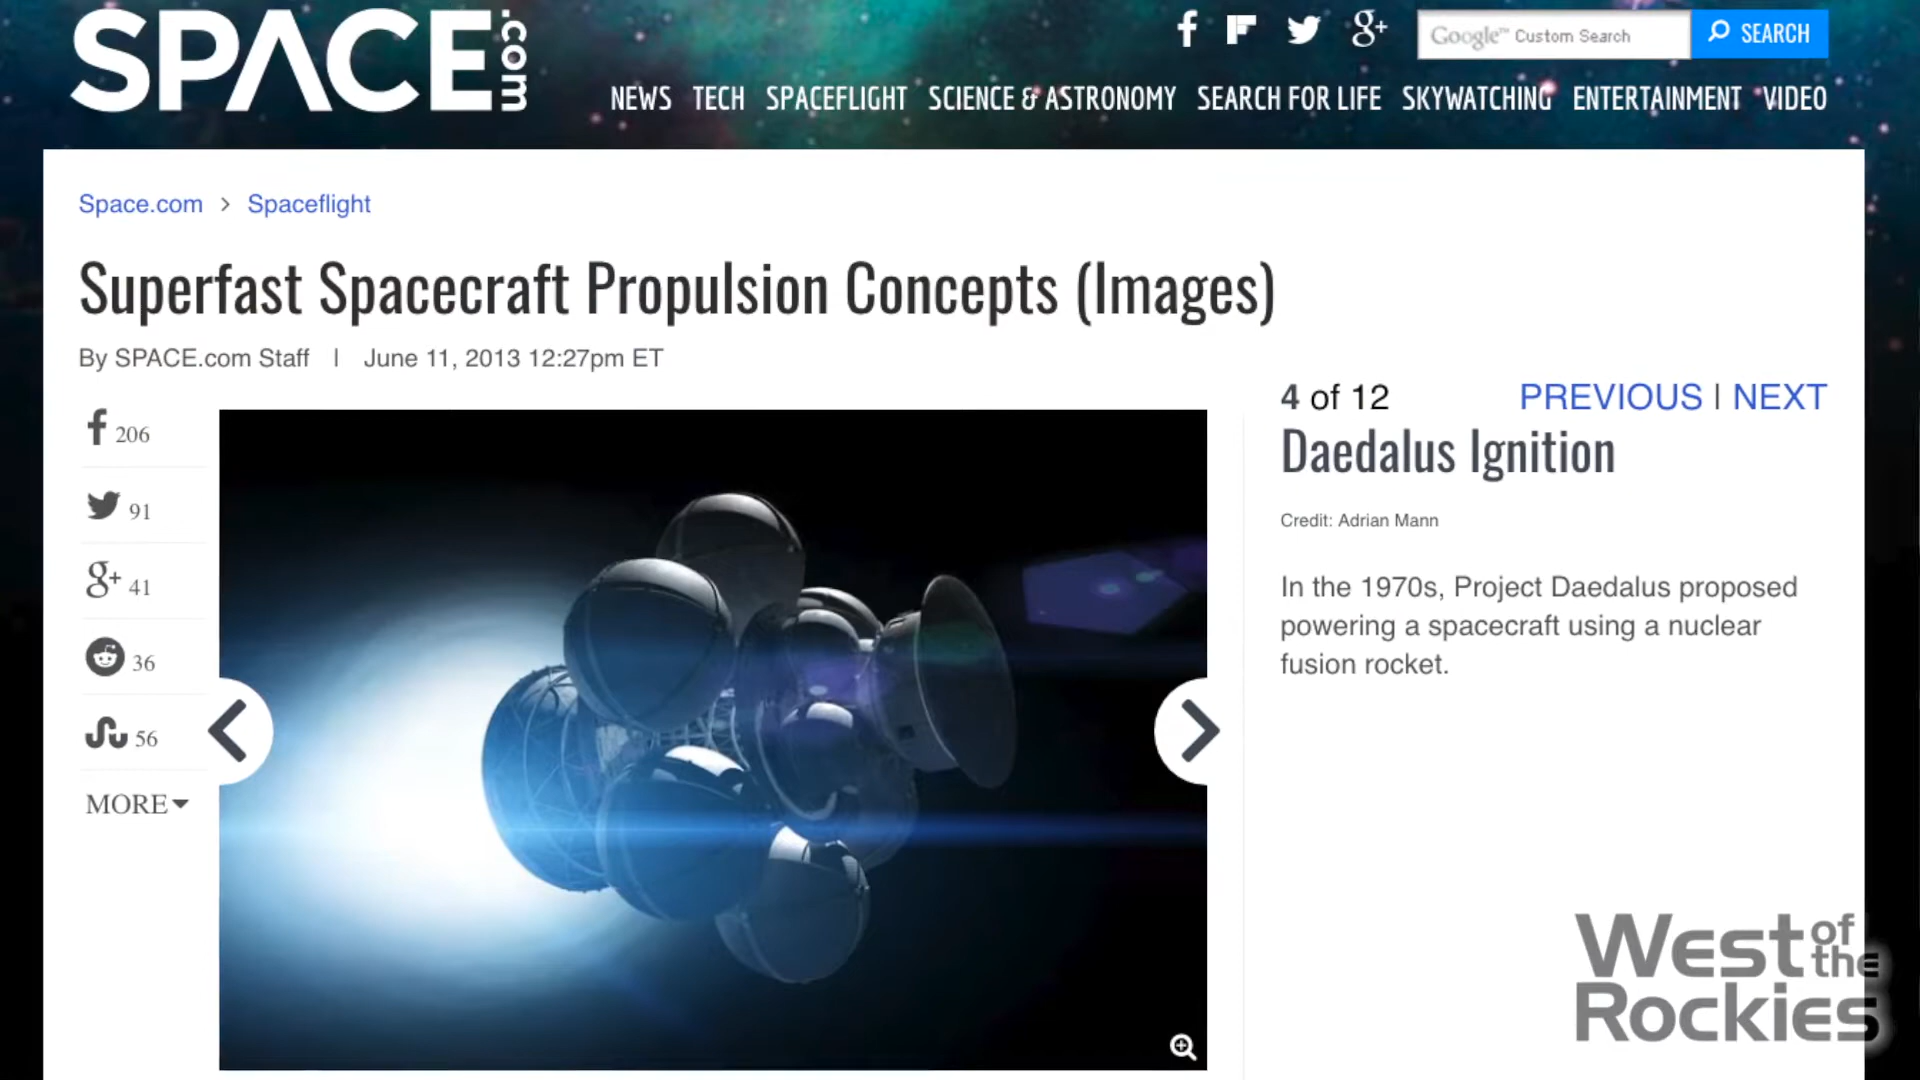 SPACE.com
Google™ Custom Search
SEARCH
NEWS TECH SPACEFLIGHT SCIENCE & ASTRONOMY SEARCH FOR LIFE SKYWATCHING ENTERTAINMENT VIDEO
Space.com > Spaceflight
Superfast Spacecraft Propulsion Concepts (Images)
By SPACE.com Staff | June 11, 2013 12:27pm ET
206
91
41
36
56
MORE
4 of 12
PREVIOUS | NEXT
Daedalus Ignition
Credit: Adrian Mann
In the 1970s, Project Daedalus proposed
powering a spacecraft using a nuclear
fusion rocket.
West of the
Rockies